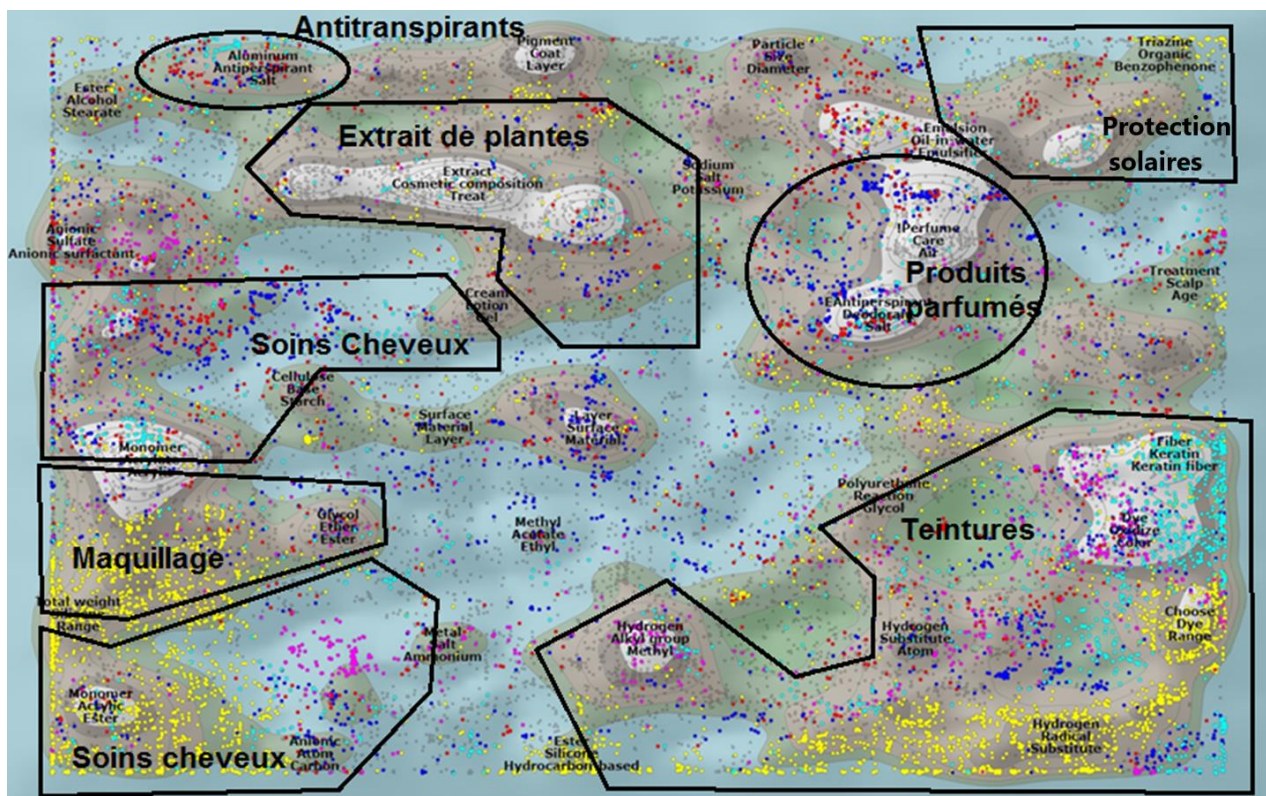 Antitranspirants
Aluminum
Antiperspirant
Salt
Pigment
Coat
Layer
Particle
Size
Diameter
Triazine
Organic
Benzophenone
Ester
Alcohol
Stearate
Extrait de plantes
Emulsion
Oil-in-water
Emulsifier
Protection
solaires
Extract
Cosmetic composition
Treat
Sodium
Salt
Potassium
Anionic
Sulfate
Anionic surfactant
!Perfume
Care
Produits
parfumés
Treatment
Scalp
Age
Cream
Lotion
Gel
Deodorant
Salt
Soins Cheveux
Cellulose
Base
Starch
Surface
Material
Layer
Layer
Surface
Material
Monomer
Fiber
Keratin
Keratin fiber
Polyurethane
Reaction
Glycol
Glycol
Ether
Ester
Methyl
Acetate
Ethyl
Teintures
Dye
Oxidize
Color
Maquillage
Total weight
Range
Choose
Dye
Range
Metal
Salt
Ammonium
Hydrogen
Alkyl group
Methyl
Hydrogen
Substitute
Atom
Monomer
Acrylic
Ester
Soins cheveux
Anionic
Atom
Carbon
Ester
Silicone
Hydrocarbon-based
Hydrogen
Radical
Substitute